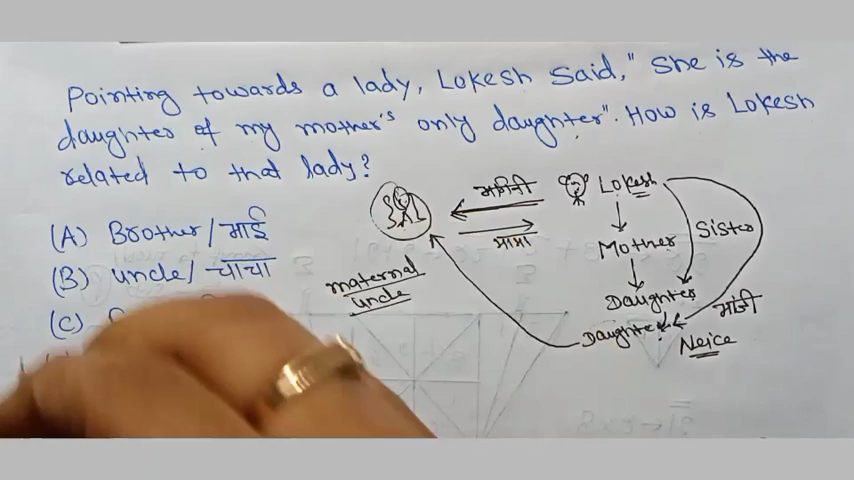 Pointing towards a lady, Lokesh Said, "She is the
daughter of my mother's only daughter". How is Lokesh
related to that lady?
(A) Brother/भाई
(B) uncle/चाचा
(C)
मामा
maternal
uncle
Lokesh
Mother
Daughter
Daughter
Sister
Neice